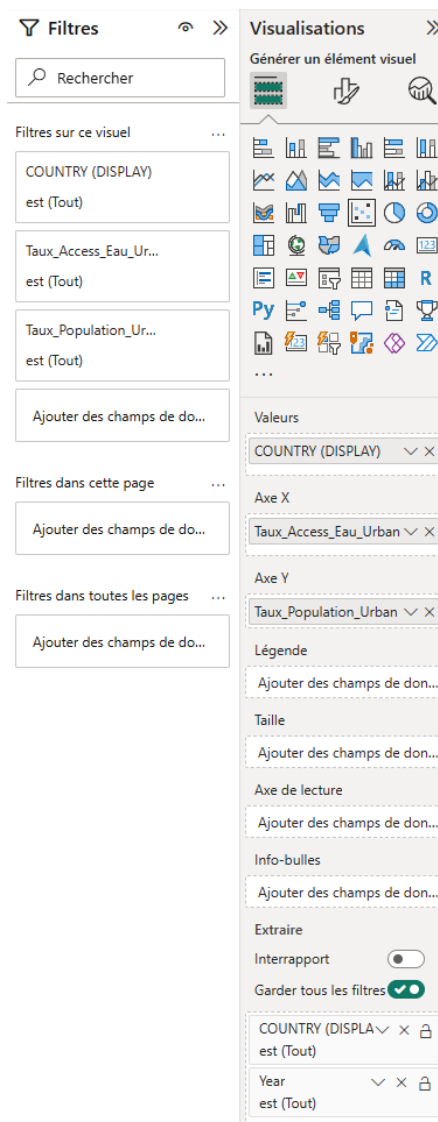 Filtres
Rechercher
Filtres sur ce visuel
...
COUNTRY (DISPLAY)
est (Tout)
Taux_Access_Eau_Ur...
est (Tout)
Taux_Population_Ur...
est (Tout)
Ajouter des champs de do...
Filtres dans cette page
...
Ajouter des champs de do...
Filtres dans toutes les pages
...
Ajouter des champs de do...
Visualisations
Générer un élément visuel
123
R
Py
123
...
Valeurs
COUNTRY (DISPLAY)
Axe X
Taux_Access_Eau_Urban
Axe Y
Taux_Population_Urban
Légende
Ajouter des champs de don...
Taille
Ajouter des champs de don...
Axe de lecture
Ajouter des champs de don...
Info-bulles
Ajouter des champs de don...
Extraire
Interrapport
Garder tous les filtres
COUNTRY (DISPLA
est (Tout)
Year
est (Tout)